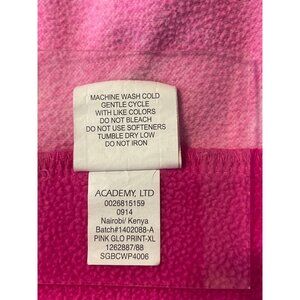 MACHINE WASH COLD
GENTLE CYCLE
WITH LIKE COLORS
DO NOT BLEACH
DO NOT USE SOFTENERS
TUMBLE DRY LOW
DO NOT IRON
ACADEMY, LTD
0026815159
0914
Nairobi/ Kenya
Batch#1402088-A
PINK GLO PRINT-XL
1262887/88
SGBCWP4006